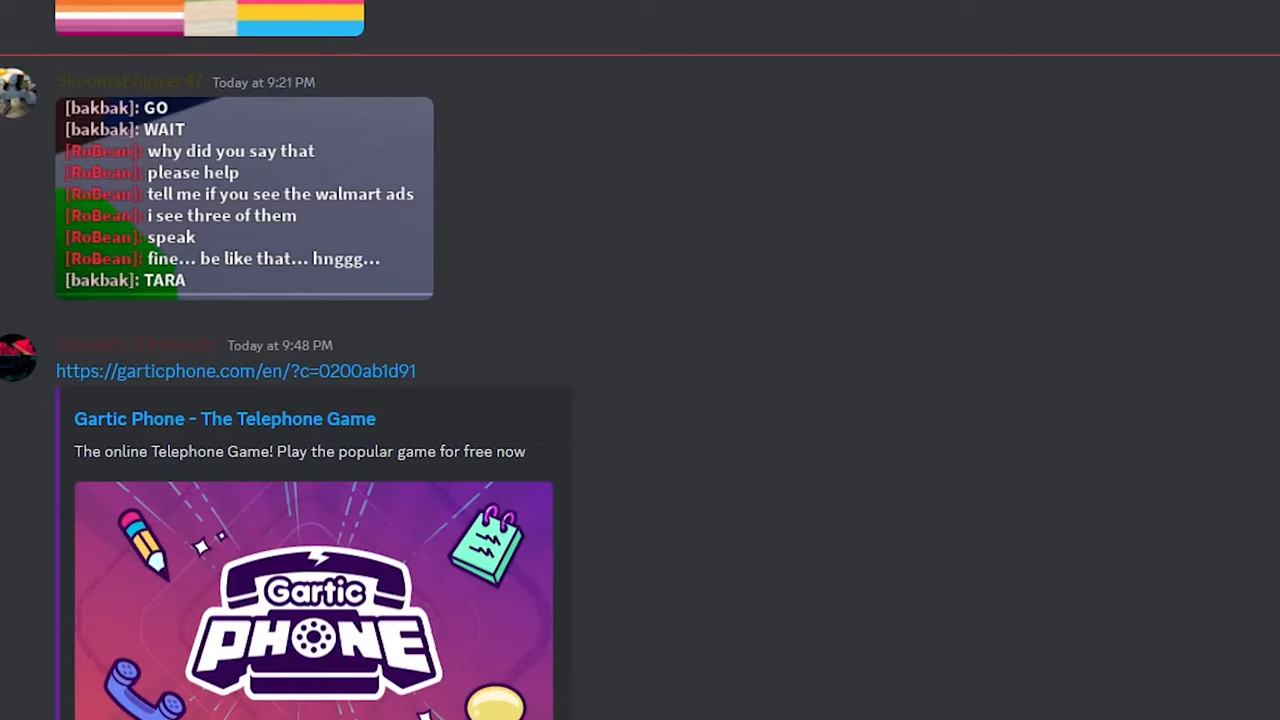 SkoomaEnjoyer47 Today at 9:21 PM
[bakbak]: GO
[bakbak]: WAIT
[RoBean]: why did you say that
[RoBean]: please help
[RoBean]: tell me if you see the walmart ads
[RoBean]: i see three of them
[RoBean]: speak
[RoBean]: fine... be like that... hnggg...
[bakbak]: TARA
Today at 9:48 PM
https://garticphone.com/en/?c=0200ab1d91
Gartic Phone - The Telephone Game
The online Telephone Game! Play the popular game for free now
Gartic
PHONE